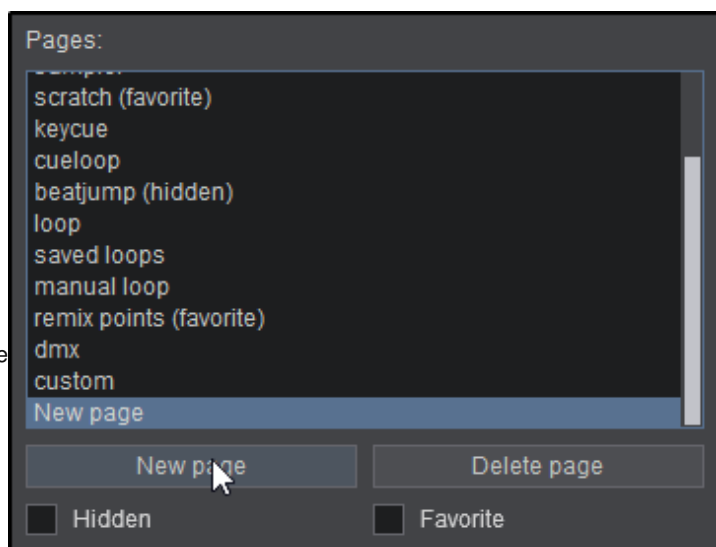 Pages:
scratch (favorite)
keycue
cueloop
beatjump (hidden)
loop
saved loops
manual loop
remix points (favorite)
e dmx
custom
New page
New page Delete page
Hidden Favorite